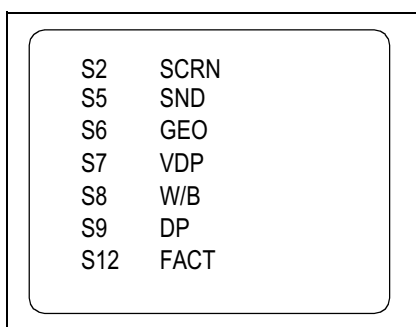 S2 SCRN
S5 SND
S6 GEO
S7 VDP
S8 W/B
S9 DP
S12 FACT